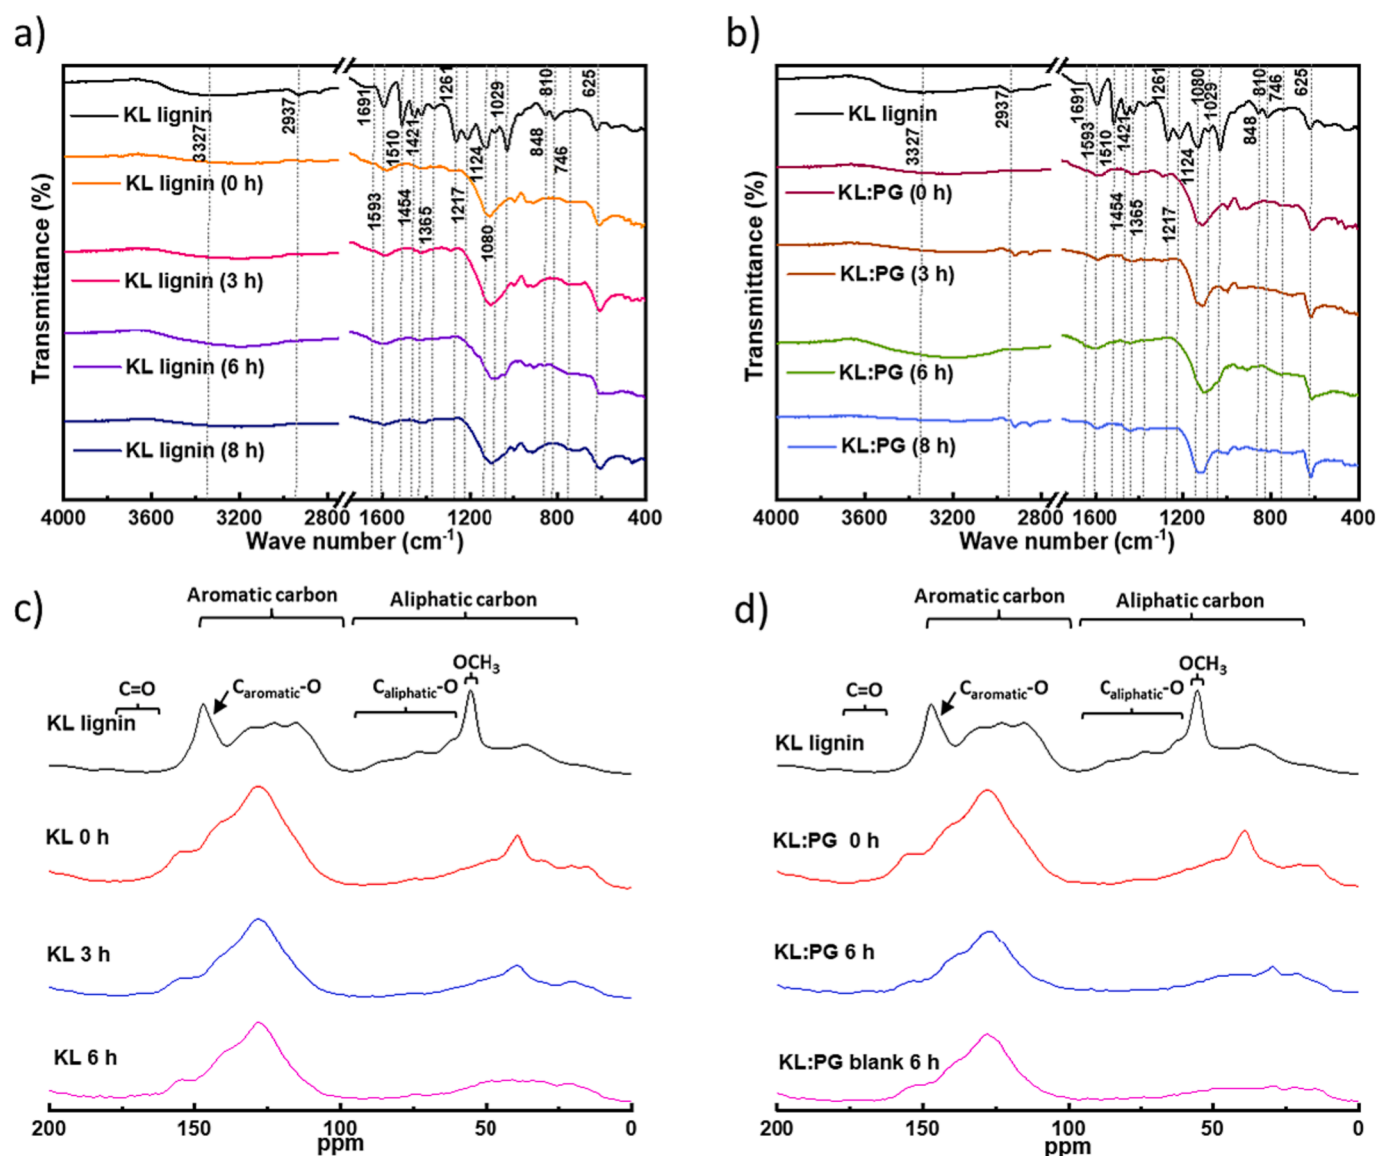 a)
3327
2937
1691
1593
1510
1454
1421
1365
1261
1217
1124
1080
1029
848
810
746
625
KL lignin
KL lignin (0 h)
KL lignin (3 h)
KL lignin (6 h)
KL lignin (8 h)
Transmittance (%)
4000 3600 3200 2800 1600 1200 800 400
Wave number (cm-1)
b)
3327
2937
1691
1593
1510
1454
1421
1365
1261
1217
1124
1080
1029
848
810
746
625
KL lignin
KL:PG (0 h)
KL:PG (3 h)
KL:PG (6 h)
KL:PG (8 h)
Transmittance (%)
4000 3600 3200 2800 1600 1200 800 400
Wave number (cm-1)
c)
Aromatic carbon
Aliphatic carbon
OCH3
C=O
Caromatic-O
Caliphatic-O
KL lignin
KL 0 h
KL 3 h
KL 6 h
200 150 100 50 0
ppm
d)
Aromatic carbon
Aliphatic carbon
OCH3
C=O
Caromatic-O
Caliphatic-O
KL lignin
KL:PG 0 h
KL:PG 6 h
KL:PG blank 6 h
200 150 100 50 0
ppm